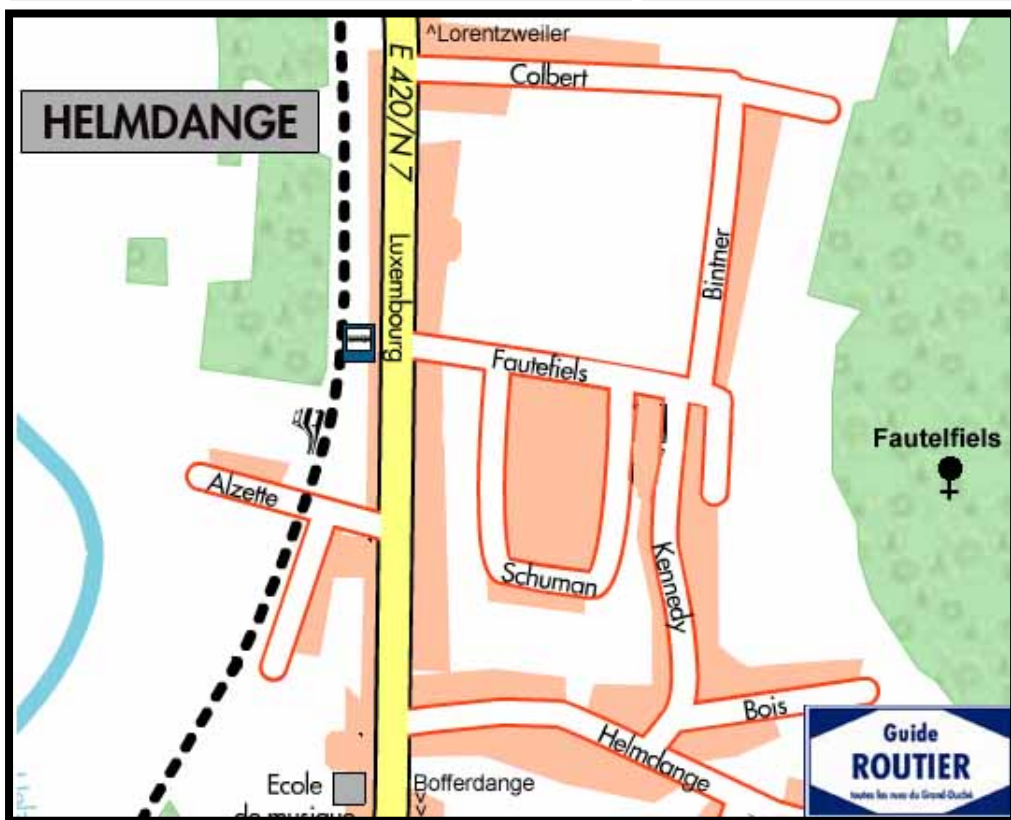 ^Lorentzweiler
Colbert
E 420/N 7
HELMDANGE
Luxembourg
Bintner
Fautefiels
Fautelfiels
Alzette
Schuman
Kennedy
Bois
Helmdange
Guide
ROUTIER
toutes les rues du Grand-Duché
Ecole
de musique
Bofferdange